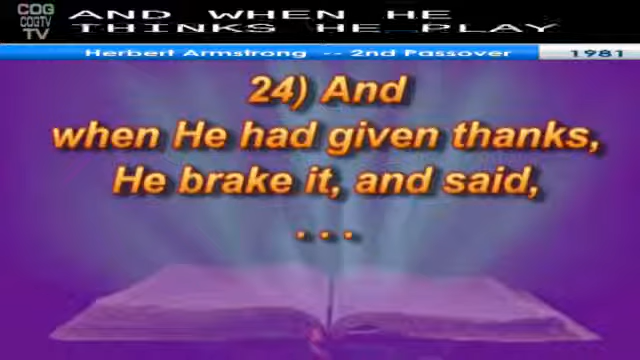 COG
COGTV
TV
AND WHEN HE
THINKS HE PLAY
Herbert Armstrong -- 2nd Passover 1981
24) And
when He had given thanks,
He brake it, and said,
. . .